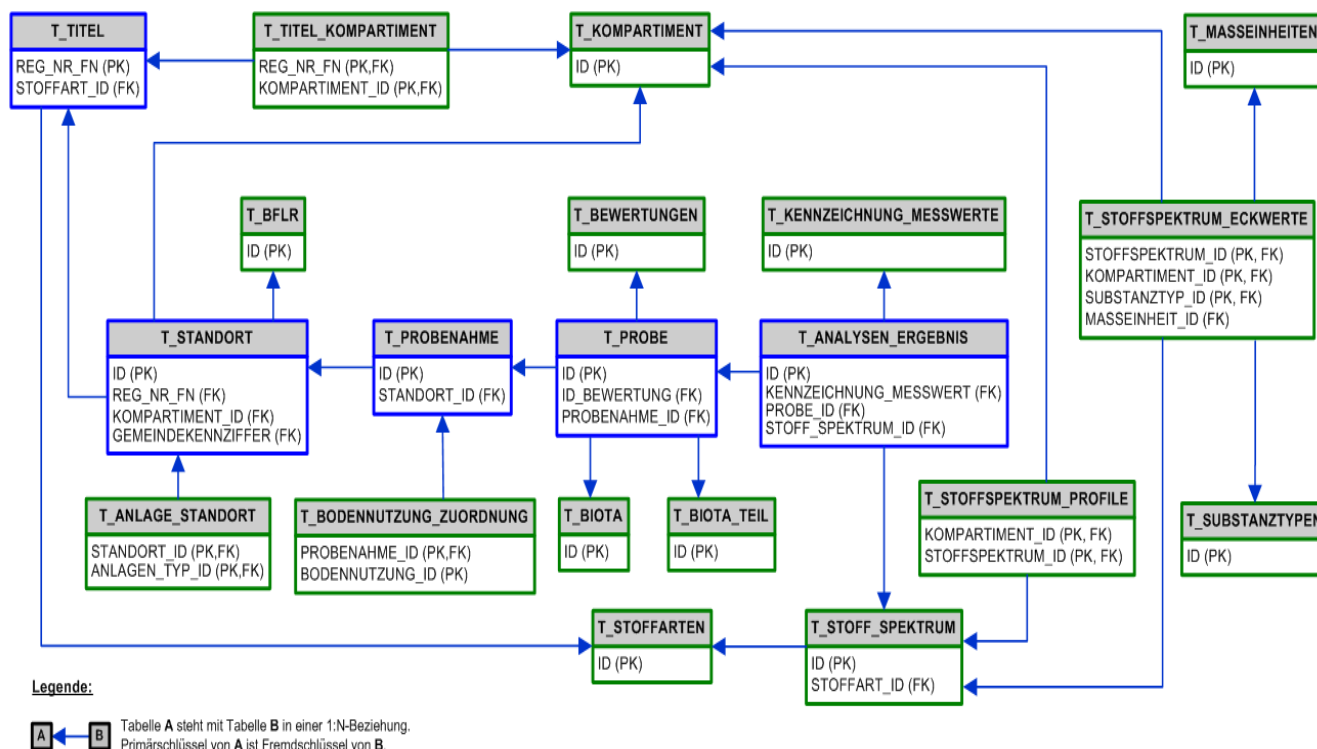 T_TITEL
REG_NR_FN (PK)
STOFFART_ID (FK)
T_TITEL_KOMPARTIMENT
REG_NR_FN (PK,FK)
KOMPARTIMENT_ID (PK,FK)
T_KOMPARTIMENT
ID (PK)
T_MASSEINHEITEN
ID (PK)
T_BFLR
ID (PK)
T_BEWERTUNGEN
ID (PK)
T_KENNZEICHNUNG_MESSWERTE
ID (PK)
T_STOFFSPEKTRUM_ECKWERTE
STOFFSPEKTRUM_ID (PK, FK)
KOMPARTIMENT_ID (PK, FK)
SUBSTANZTYP_ID (PK, FK)
MASSEINHEIT_ID (FK)
T_STANDORT
ID (PK)
REG_NR_FN (FK)
KOMPARTIMENT_ID (FK)
GEMEINDEKENNZIFFER (FK)
T_PROBENAHME
ID (PK)
STANDORT_ID (FK)
T_PROBE
ID (PK)
ID_BEWERTUNG (FK)
PROBENAHME_ID (FK)
T_ANALYSEN_ERGEBNIS
ID (PK)
KENNZEICHNUNG_MESSWERT (FK)
PROBE_ID (FK)
STOFF_SPEKTRUM_ID (FK)
T_ANLAGE_STANDORT
STANDORT_ID (PK,FK)
ANLAGEN_TYP_ID (PK,FK)
T_BODENNUTZUNG_ZUORDNUNG
PROBENAHME_ID (PK,FK)
BODENNUTZUNG_ID (PK)
T_BIOTA
ID (PK)
T_BIOTA_TEIL
ID (PK)
T_STOFFSPEKTRUM_PROFILE
KOMPARTIMENT_ID (PK, FK)
STOFFSPEKTRUM_ID (PK, FK)
T_SUBSTANZTYPEN
ID (PK)
T_STOFFARTEN
ID (PK)
T_STOFF_SPEKTRUM
ID (PK)
STOFFART_ID (FK)
Legende:
A B
Tabelle A steht mit Tabelle B in einer 1:N-Beziehung.
Primärschlüssel von A ist Fremdschlüssel von B.